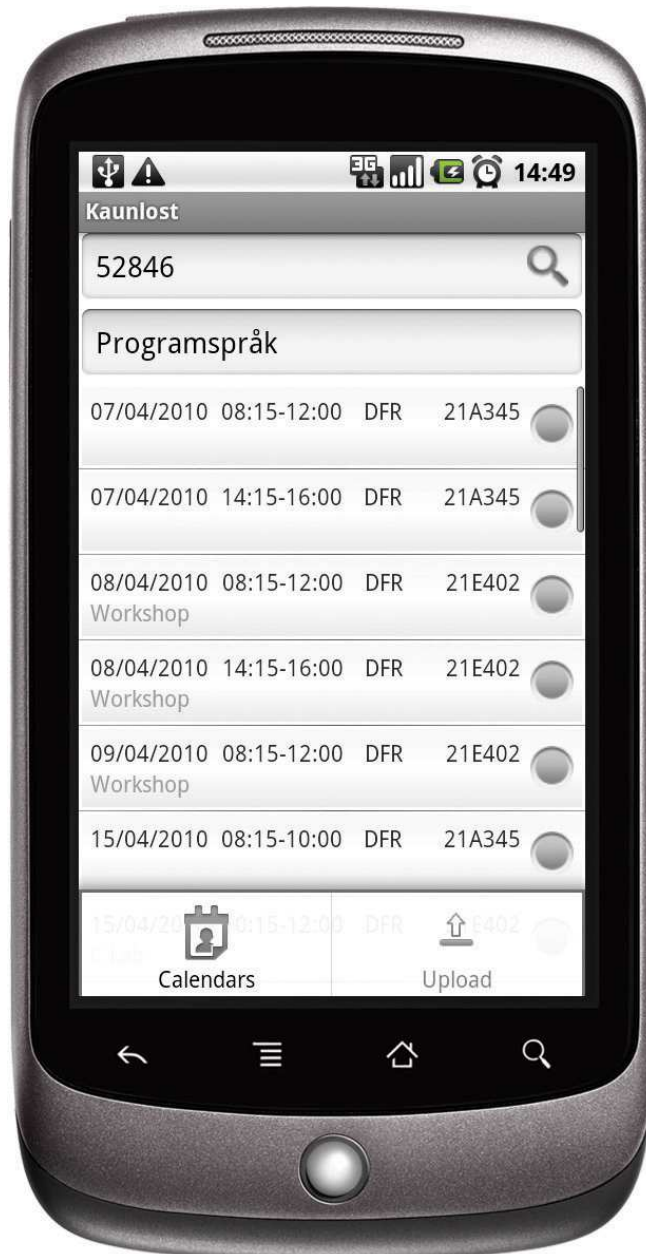 3G 14:49
Kaunlost
52846
Programspråk
07/04/2010 08:15-12:00 DFR 21A345
07/04/2010 14:15-16:00 DFR 21A345
08/04/2010 08:15-12:00 DFR 21E402
Workshop
08/04/2010 14:15-16:00 DFR 21E402
Workshop
09/04/2010 08:15-12:00 DFR 21E402
Workshop
15/04/2010 08:15-10:00 DFR 21A345
DFR
Calendars Upload